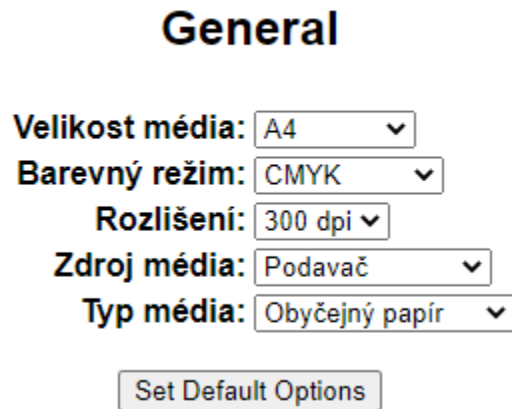 General
Velikost média: A4
Barevný režim: CMYK
Rozlišení: 300 dpi
Zdroj média: Podavač
Typ média: Obyčejný papír
Set Default Options